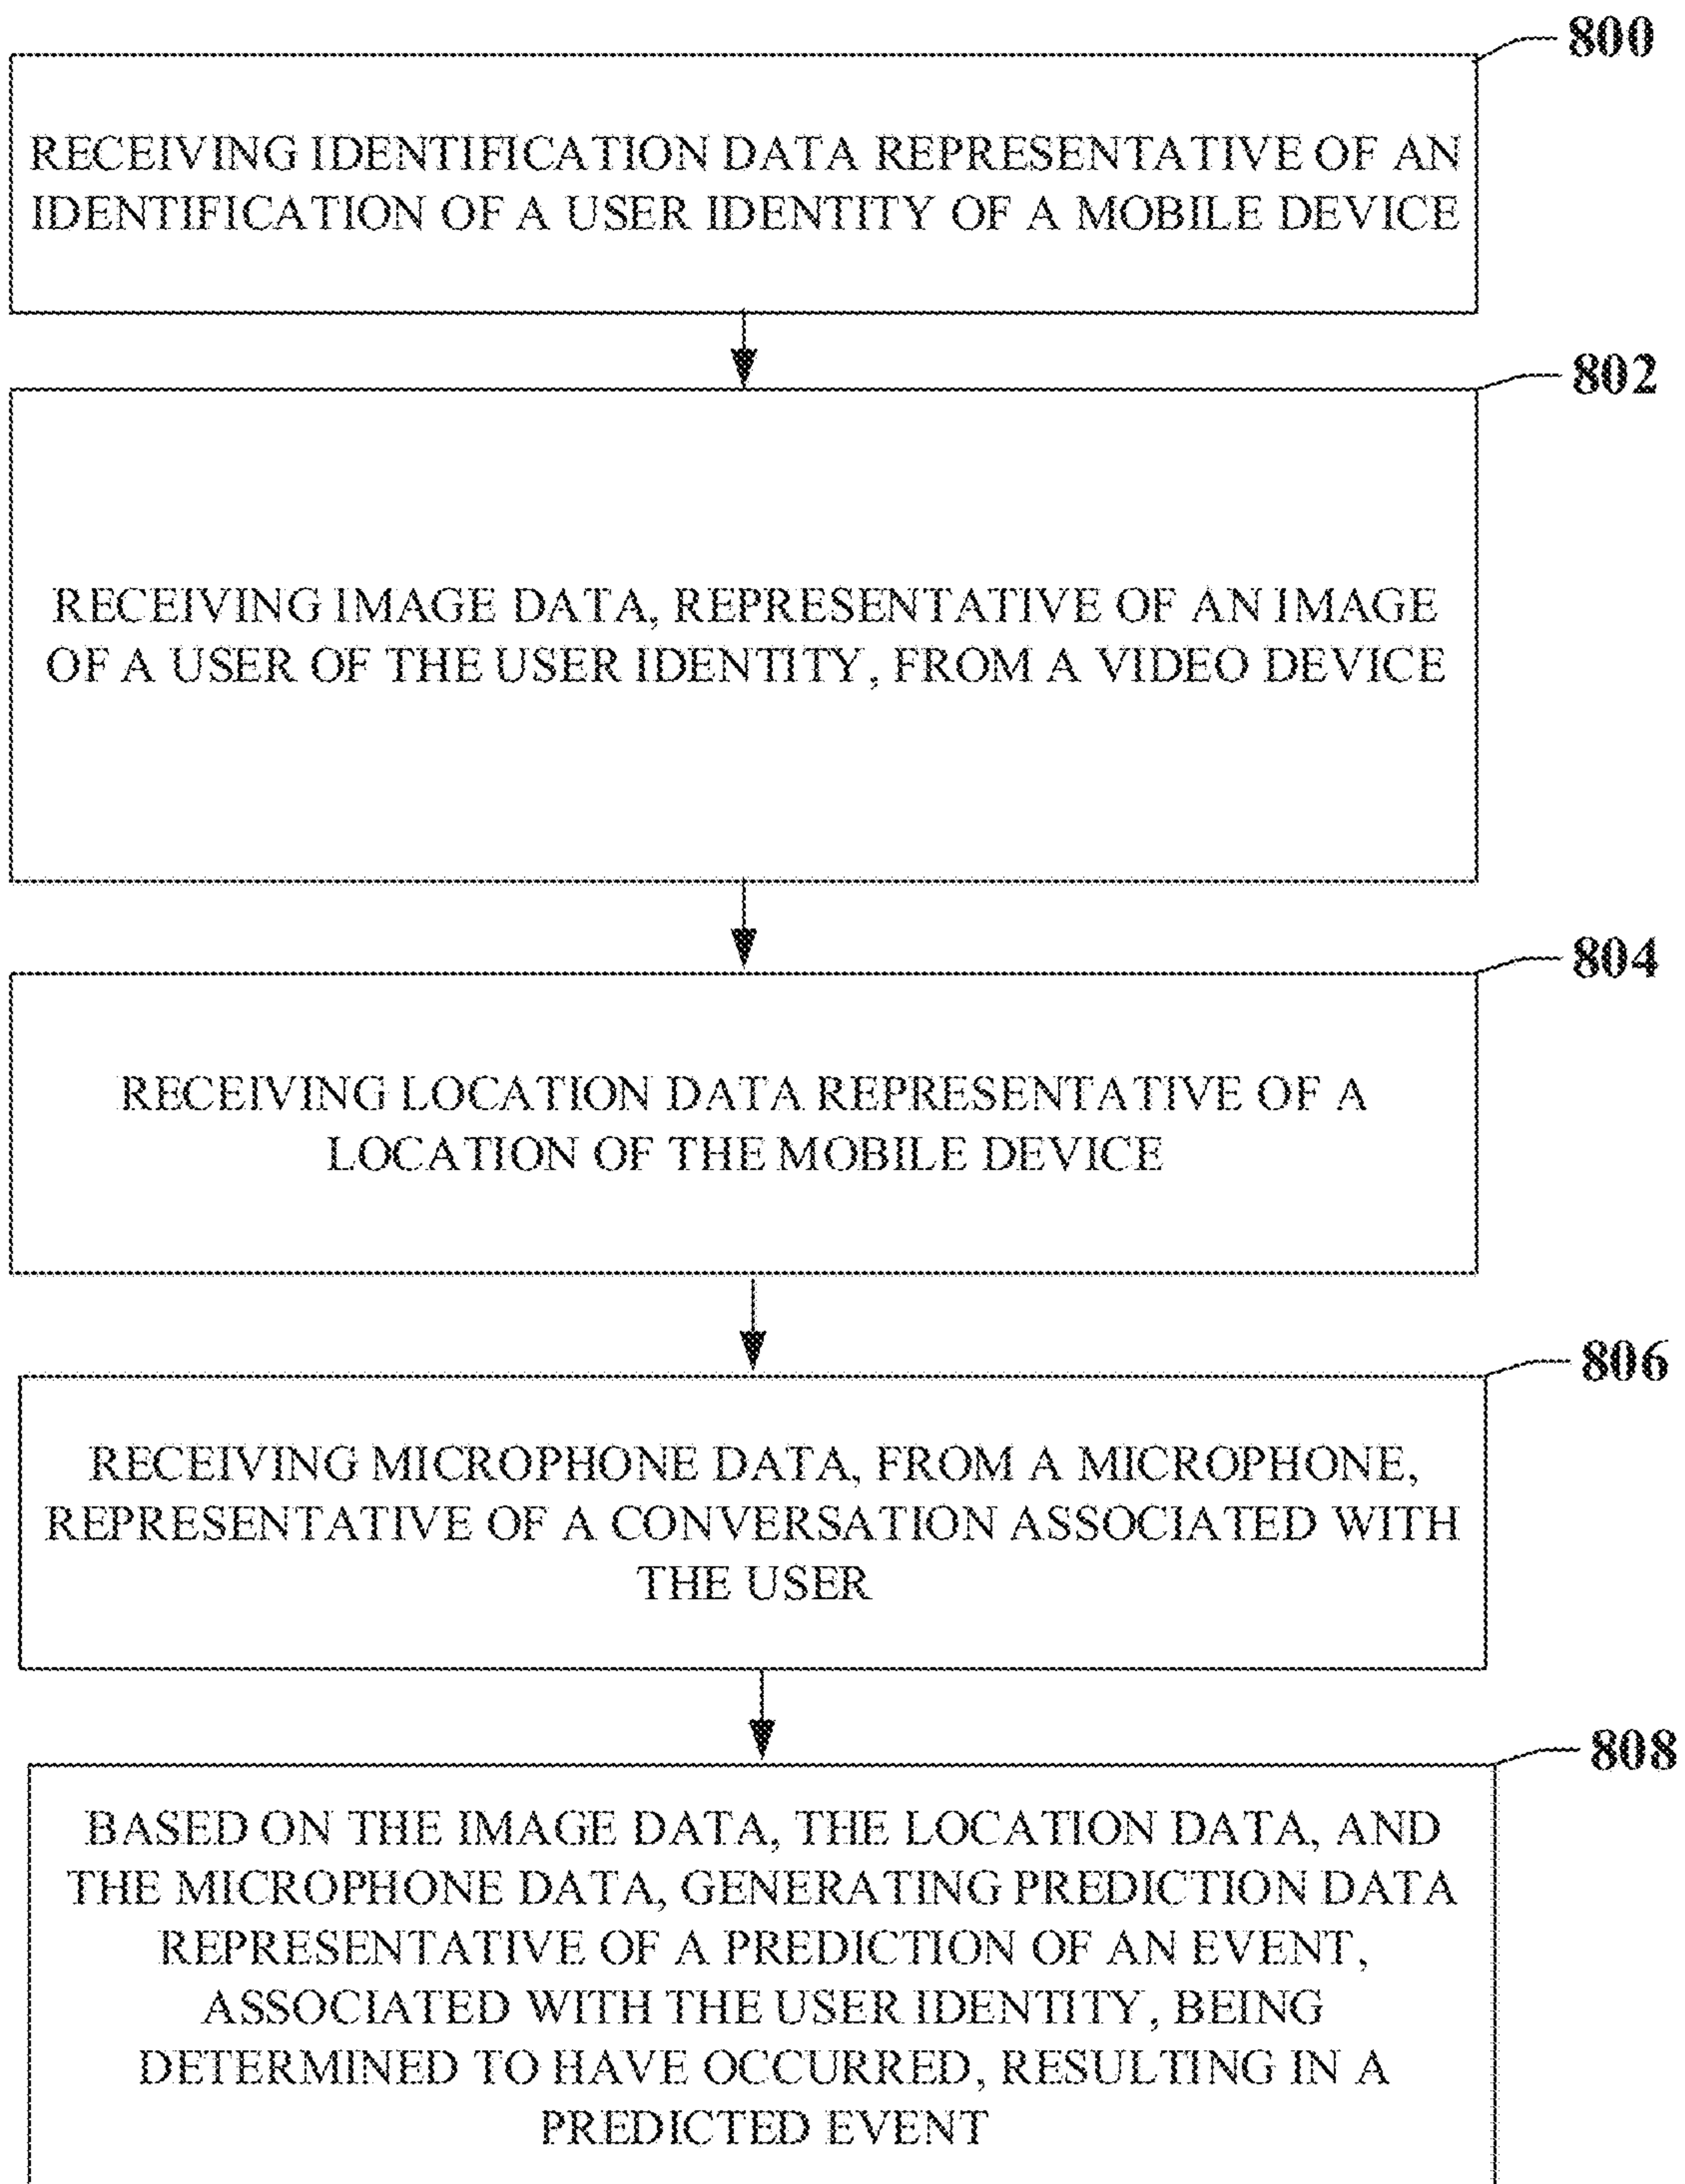 800
RECEIVING IDENTIFICATION DATA REPRESENTATIVE OF AN
IDENTIFICATION OF A USER IDENTITY OF A MOBILE DEVICE
802
RECEIVING IMAGE DATA, REPRESENTATIVE OF AN IMAGE
OF A USER OF THE USER IDENTITY, FROM A VIDEO DEVICE
804
RECEIVING LOCATION DATA REPRESENTATIVE OF A
LOCATION OF THE MOBILE DEVICE
806
RECEIVING MICROPHONE DATA, FROM A MICROPHONE,
REPRESENTATIVE OF A CONVERSATION ASSOCIATED WITH
THE USER
808
BASED ON THE IMAGE DATA, THE LOCATION DATA, AND
THE MICROPHONE DATA, GENERATING PREDICTION DATA
REPRESENTATIVE OF A PREDICTION OF AN EVENT,
ASSOCIATED WITH THE USER IDENTITY, BEING
DETERMINED TO HAVE OCCURRED, RESULTING IN A
PREDICTED EVENT